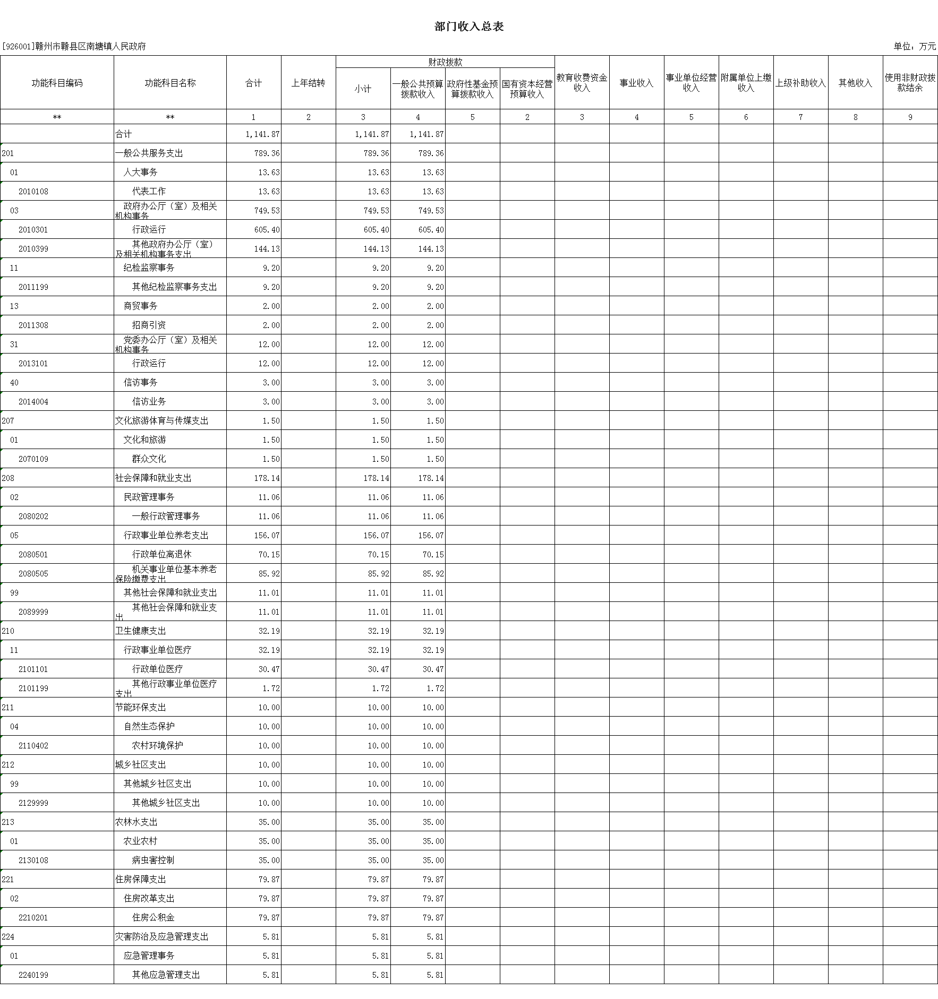 部门收入总表
[926001]赣州市赣县区南塘镇人民政府 单位：万元
功能科目编码 功能科目名称 合计 上年结转 财政拨款 教育收费资金收入 事业收入 事业单位经营收入 附属单位上缴收入 上级补助收入 其他收入 使用非财政拨款结余
小计 一般公共预算拨款收入 政府性基金预算拨款收入 国有资本经营预算收入
** ** 1 2 3 4 5 2 3 4 5 6 7 8 9
合计 1,141.87 1,141.87 1,141.87
201 一般公共服务支出 789.36 789.36 789.36
01 人大事务 13.63 13.63 13.63
2010108 代表工作 13.63 13.63 13.63
03 政府办公厅（室）及相关机构事务 749.53 749.53 749.53
2010301 行政运行 605.40 605.40 605.40
2010399 其他政府办公厅（室）及相关机构事务支出 144.13 144.13 144.13
11 纪检监察事务 9.20 9.20 9.20
2011199 其他纪检监察事务支出 9.20 9.20 9.20
13 商贸事务 2.00 2.00 2.00
2011308 招商引资 2.00 2.00 2.00
31 党委办公厅（室）及相关机构事务 12.00 12.00 12.00
2013101 行政运行 12.00 12.00 12.00
40 信访事务 3.00 3.00 3.00
2014004 信访业务 3.00 3.00 3.00
207 文化旅游体育与传媒支出 1.50 1.50 1.50
01 文化和旅游 1.50 1.50 1.50
2070109 群众文化 1.50 1.50 1.50
208 社会保障和就业支出 178.14 178.14 178.14
02 民政管理事务 11.06 11.06 11.06
2080202 一般行政管理事务 11.06 11.06 11.06
05 行政事业单位养老支出 156.07 156.07 156.07
2080501 行政单位离退休 70.15 70.15 70.15
2080505 机关事业单位基本养老保险缴费支出 85.92 85.92 85.92
99 其他社会保障和就业支出 11.01 11.01 11.01
2089999 其他社会保障和就业支出 11.01 11.01 11.01
210 卫生健康支出 32.19 32.19 32.19
11 行政事业单位医疗 32.19 32.19 32.19
2101101 行政单位医疗 30.47 30.47 30.47
2101199 其他行政事业单位医疗支出 1.72 1.72 1.72
211 节能环保支出 10.00 10.00 10.00
04 自然生态保护 10.00 10.00 10.00
2110402 农村环境保护 10.00 10.00 10.00
212 城乡社区支出 10.00 10.00 10.00
99 其他城乡社区支出 10.00 10.00 10.00
2129999 其他城乡社区支出 10.00 10.00 10.00
213 农林水支出 35.00 35.00 35.00
01 农业农村 35.00 35.00 35.00
2130108 病虫害控制 35.00 35.00 35.00
221 住房保障支出 79.87 79.87 79.87
02 住房改革支出 79.87 79.87 79.87
2210201 住房公积金 79.87 79.87 79.87
224 灾害防治及应急管理支出 5.81 5.81 5.81
01 应急管理事务 5.81 5.81 5.81
2240199 其他应急管理支出 5.81 5.81 5.81